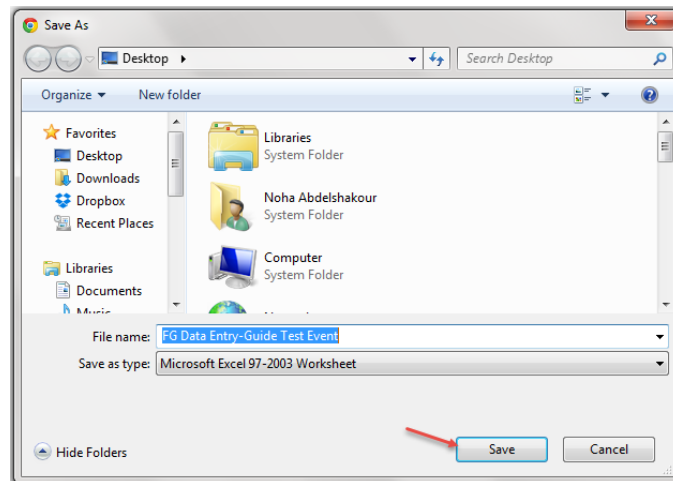 Save As
Desktop
Search Desktop
Organize
New folder
Favorites
Desktop
Downloads
Dropbox
Recent Places
Libraries
Documents
Music
Libraries
System Folder
Noha Abdelshakour
System Folder
Computer
System Folder
File name: FG Data Entry-Guide Test Event
Save as type: Microsoft Excel 97-2003 Worksheet
Hide Folders
Save
Cancel